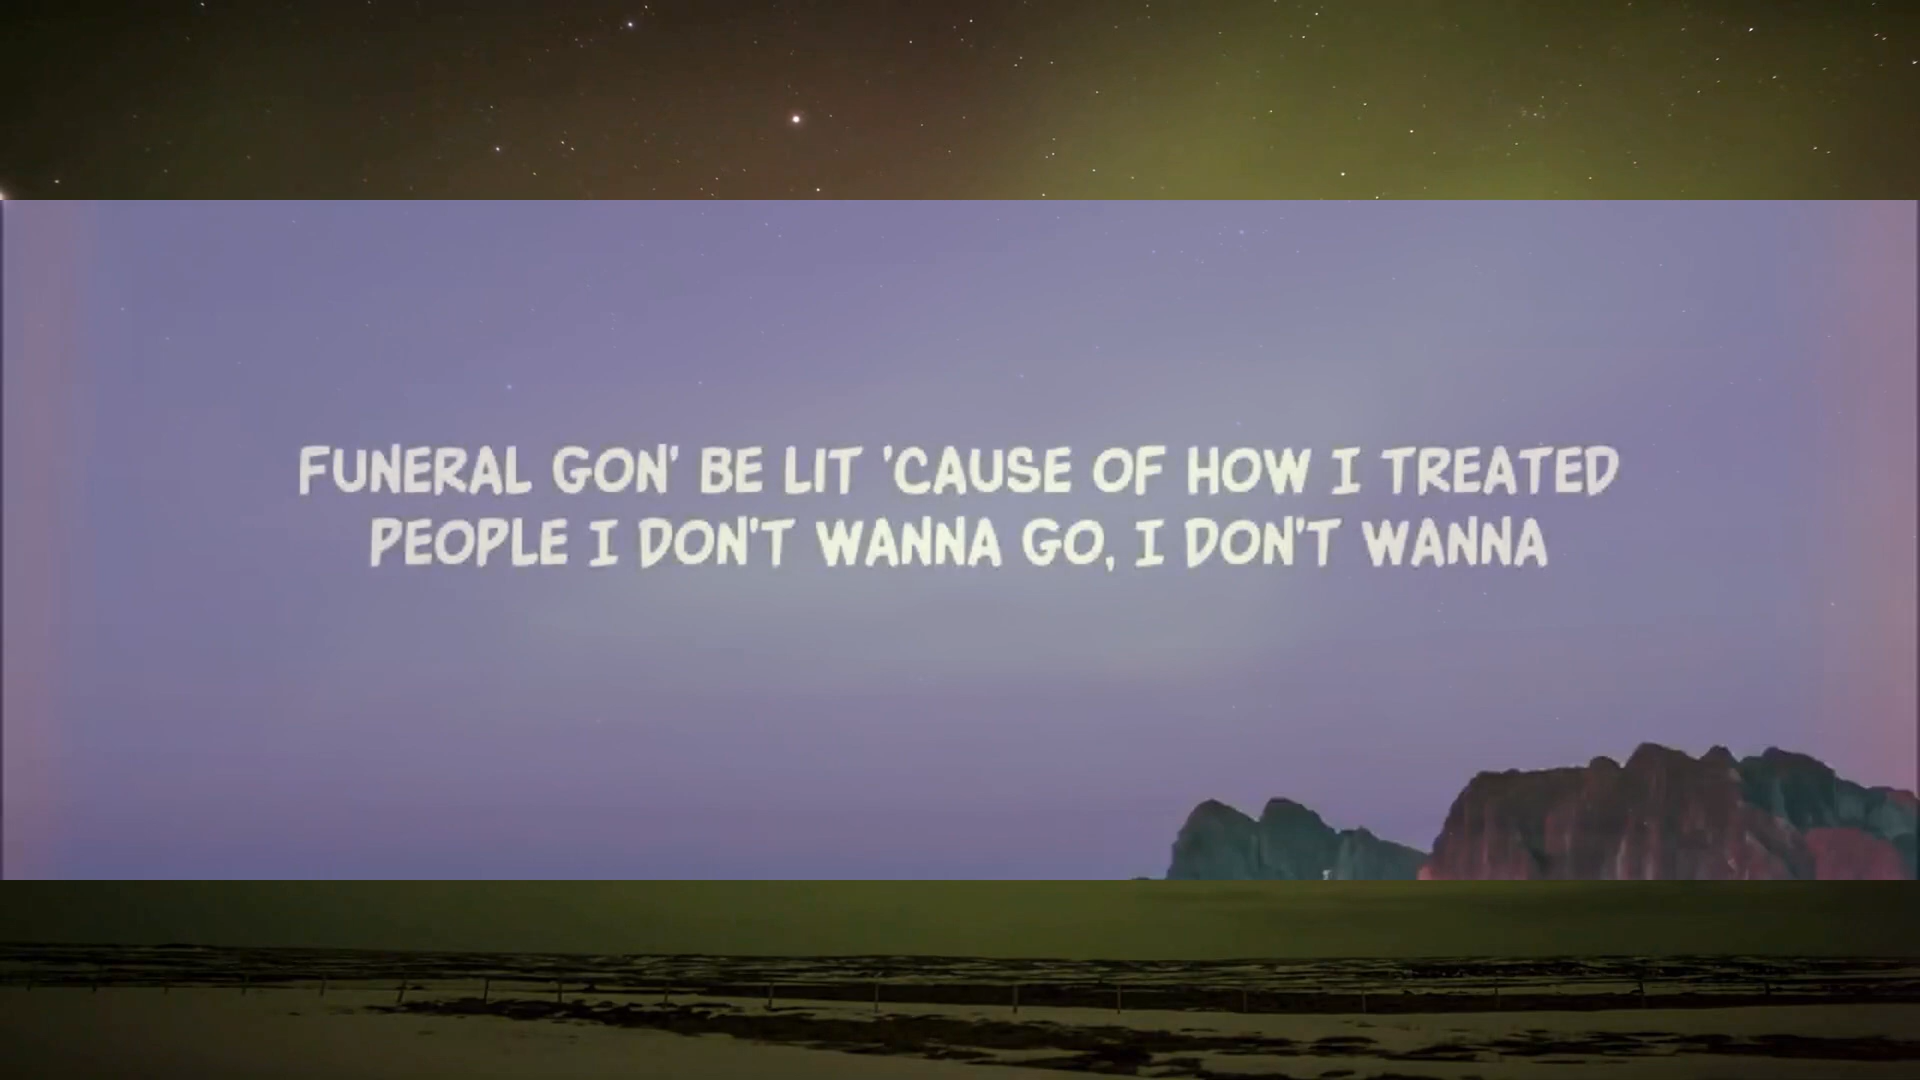 FUNERAL GON' BE LIT 'CAUSE OF HOW I TREATED
PEOPLE I DON'T WANNA GO, I DON'T WANNA